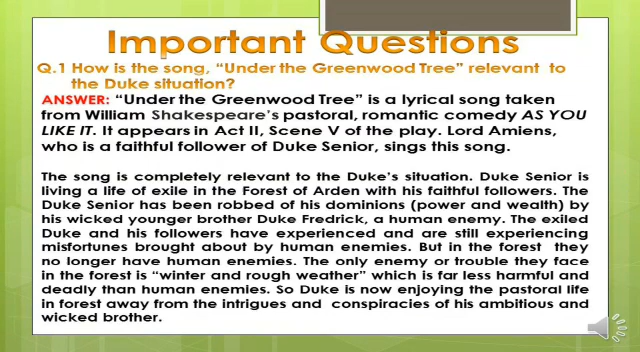 Important Questions
Q.1 How is the song, “Under the Greenwood Tree” relevant to
the Duke situation?
ANSWER: “Under the Greenwood Tree” is a lyrical song taken
from William Shakespeare’s pastoral, romantic comedy AS YOU
LIKE IT. It appears in Act II, Scene V of the play. Lord Amiens,
who is a faithful follower of Duke Senior, sings this song.
The song is completely relevant to the Duke’s situation. Duke Senior is
living a life of exile in the Forest of Arden with his faithful followers. The
Duke Senior has been robbed of his dominions (power and wealth) by
his wicked younger brother Duke Fredrick, a human enemy. The exiled
Duke and his followers have experienced and are still experiencing
misfortunes brought about by human enemies. But in the forest they
no longer have human enemies. The only enemy or trouble they face
in the forest is “winter and rough weather” which is far less harmful and
deadly than human enemies. So Duke is now enjoying the pastoral life
in forest away from the intrigues and conspiracies of his ambitious and
wicked brother.